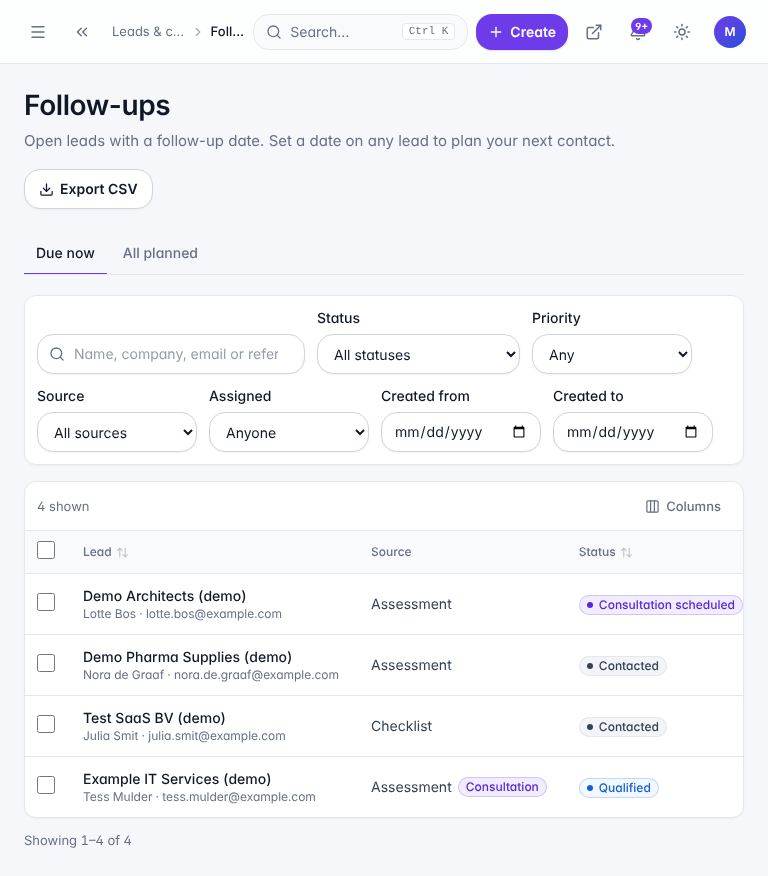 Leads & c... > Foll... Search... Ctrl K + Create 9+ M
Follow-ups
Open leads with a follow-up date. Set a date on any lead to plan your next contact.
Export CSV
Due now All planned
Status Priority
Name, company, email or refer All statuses Any
Source Assigned Created from Created to
All sources Anyone mm/dd/yyyy mm/dd/yyyy
4 shown Columns
Lead Source Status
Demo Architects (demo)
Lotte Bos · lotte.bos@example.com
Assessment Consultation scheduled
Demo Pharma Supplies (demo)
Nora de Graaf · nora.de.graaf@example.com
Assessment Contacted
Test SaaS BV (demo)
Julia Smit · julia.smit@example.com
Checklist Contacted
Example IT Services (demo)
Tess Mulder · tess.mulder@example.com
Assessment Consultation Qualified
Showing 1–4 of 4